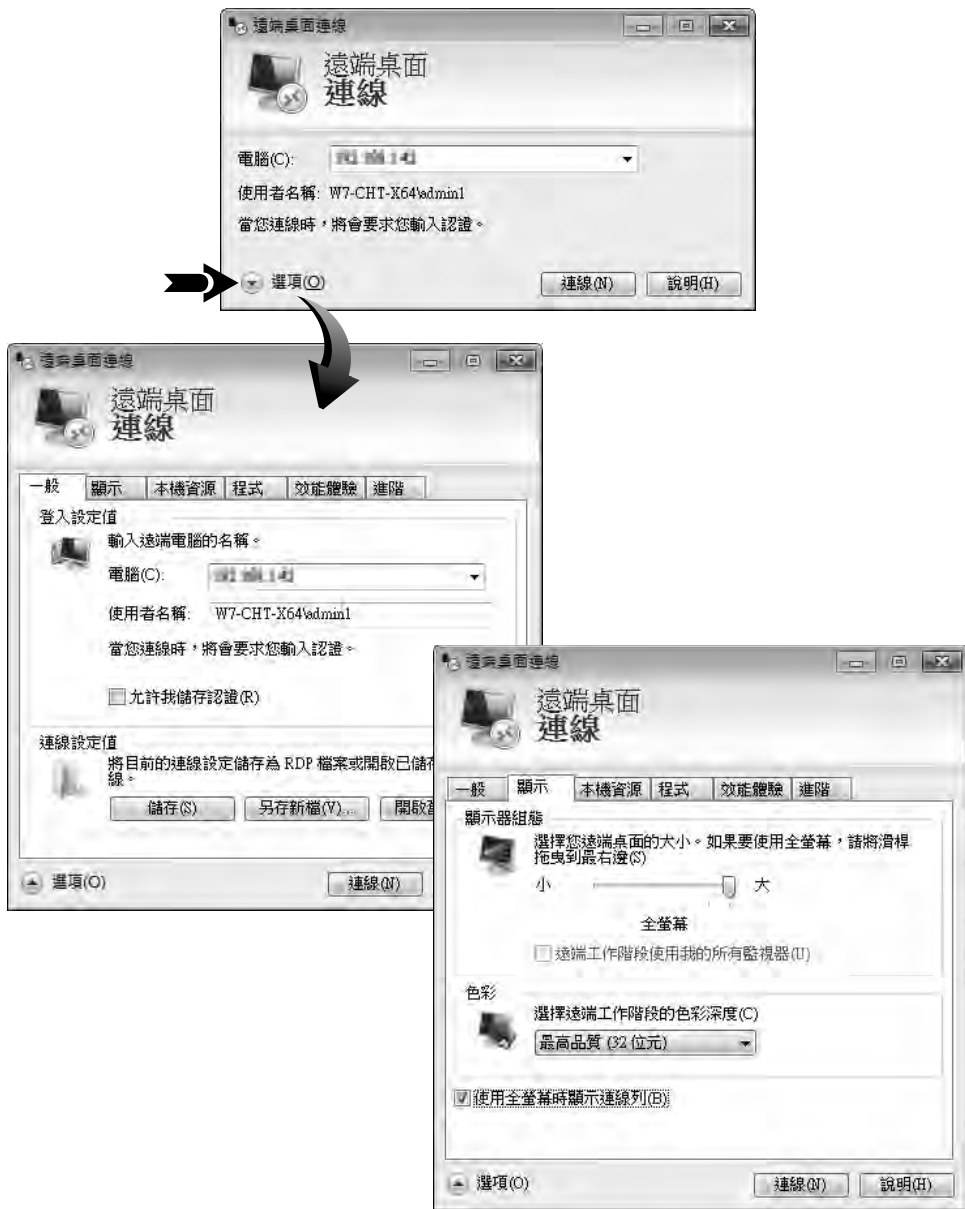 遠端桌面連線
遠端桌面
連線
電腦(C):
使用者名稱: W7-CHT-X64\admin1
當您連線時，將會要求您輸入認證。
選項(O)
連線(N)
說明(H)
遠端桌面連線
遠端桌面
連線
一般 顯示 本機資源 程式 效能體驗 進階
登入設定值
輸入遠端電腦的名稱。
電腦(C):
使用者名稱: W7-CHT-X64\admin1
當您連線時，將會要求您輸入認證。
允許我儲存認證(R)
連線設定值
將目前的連線設定儲存為 RDP 檔案或開啟已儲存
線。
儲存(S) 另存新檔(V)... 開啟
選項(O)
連線(N)
遠端桌面連線
遠端桌面
連線
一般 顯示 本機資源 程式 效能體驗 進階
顯示器組態
選擇您遠端桌面的大小。如果要使用全螢幕，請將滑桿
拖曳到最右邊(S)
小 大
全螢幕
遠端工作階段使用我的所有監視器(U)
色彩
選擇遠端工作階段的色彩深度(C)
最高品質 (32 位元)
使用全螢幕時顯示連線列(B)
選項(O)
連線(N)
說明(H)